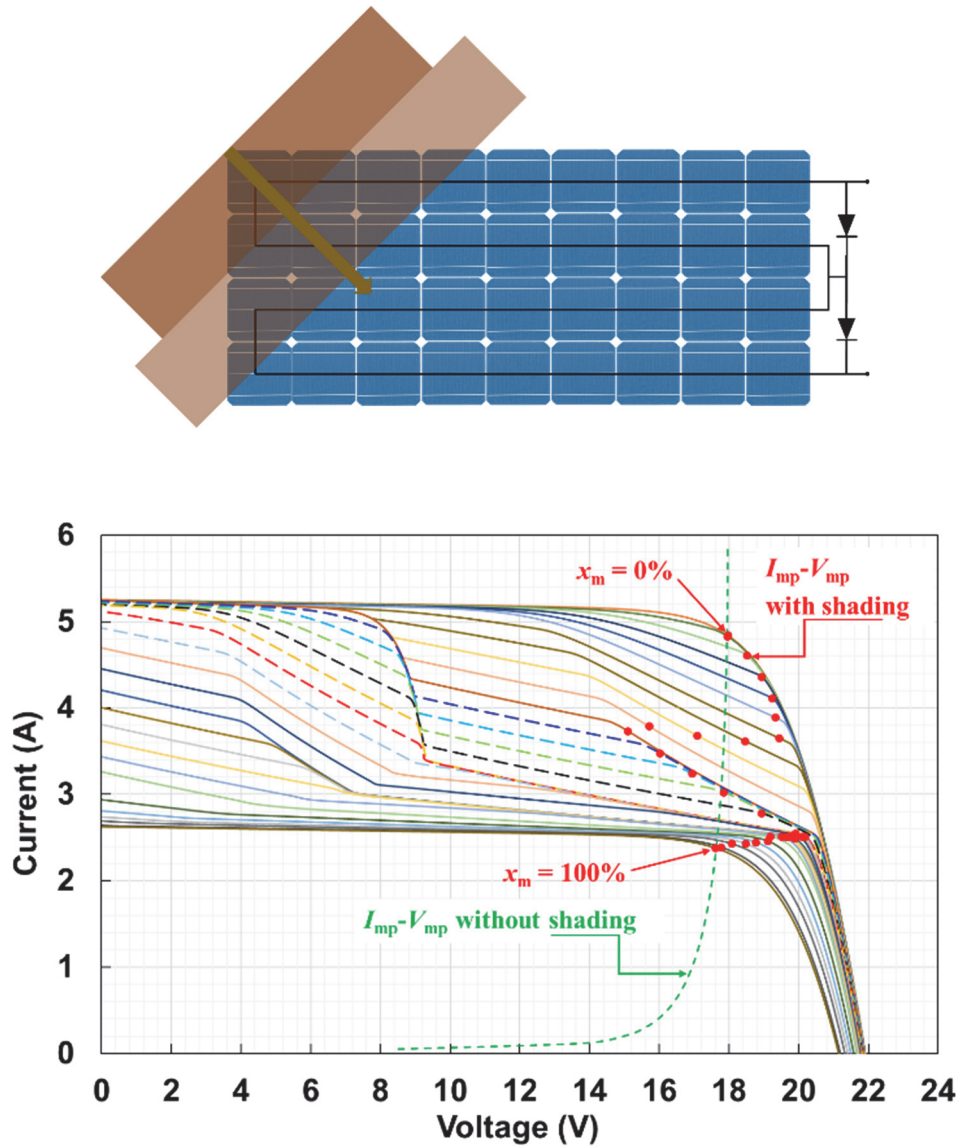 6
5
4
3
2
1
0
Current (A)
x_m = 0%
I_mp-V_mp
with shading
x_m = 100%
I_mp-V_mp without shading
0 2 4 6 8 10 12 14 16 18 20 22 24
Voltage (V)